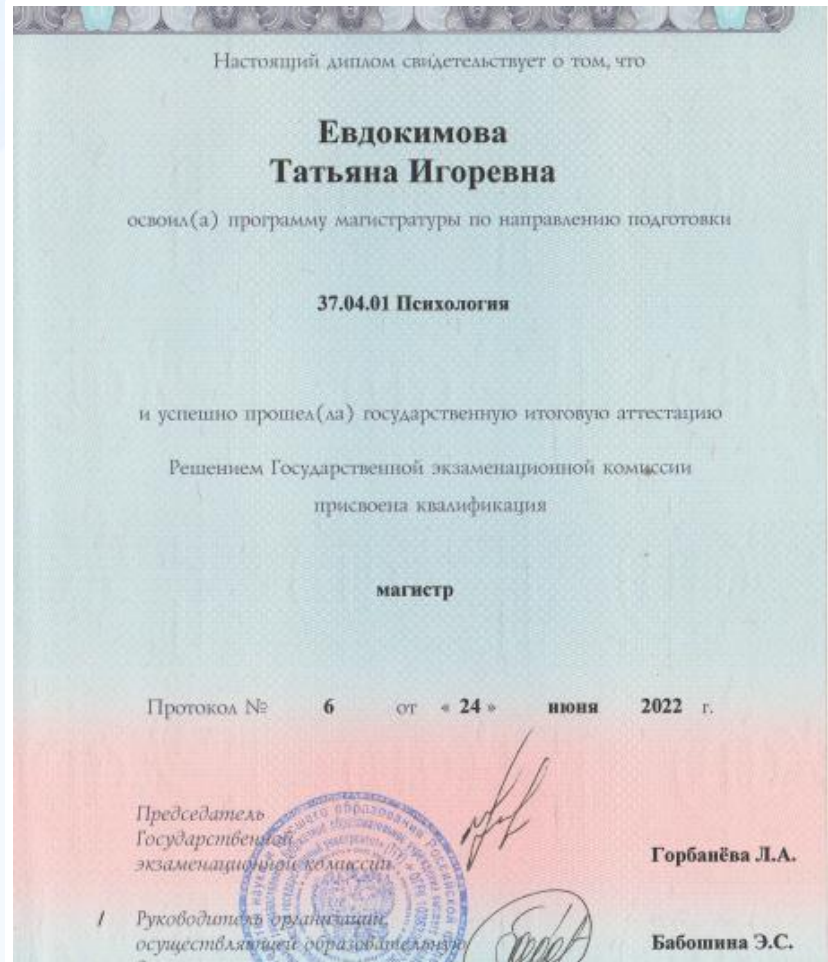 Настоящий диплом свидетельствует о том, что
Евдокимова
Татьяна Игоревна
освоил(а) программу магистратуры по направлению подготовки
37.04.01 Психология
и успешно прошел(ла) государственную итоговую аттестацию
Решением Государственной экзаменационной комиссии
присвоена квалификация
магистр
Протокол № 6 от « 24 » июня 2022 г.
Председатель
Государственной
экзаменационной комиссии
Горбанёва Л.А.
Руководитель организации,
осуществляющей образовательную
Бабошина Э.С.